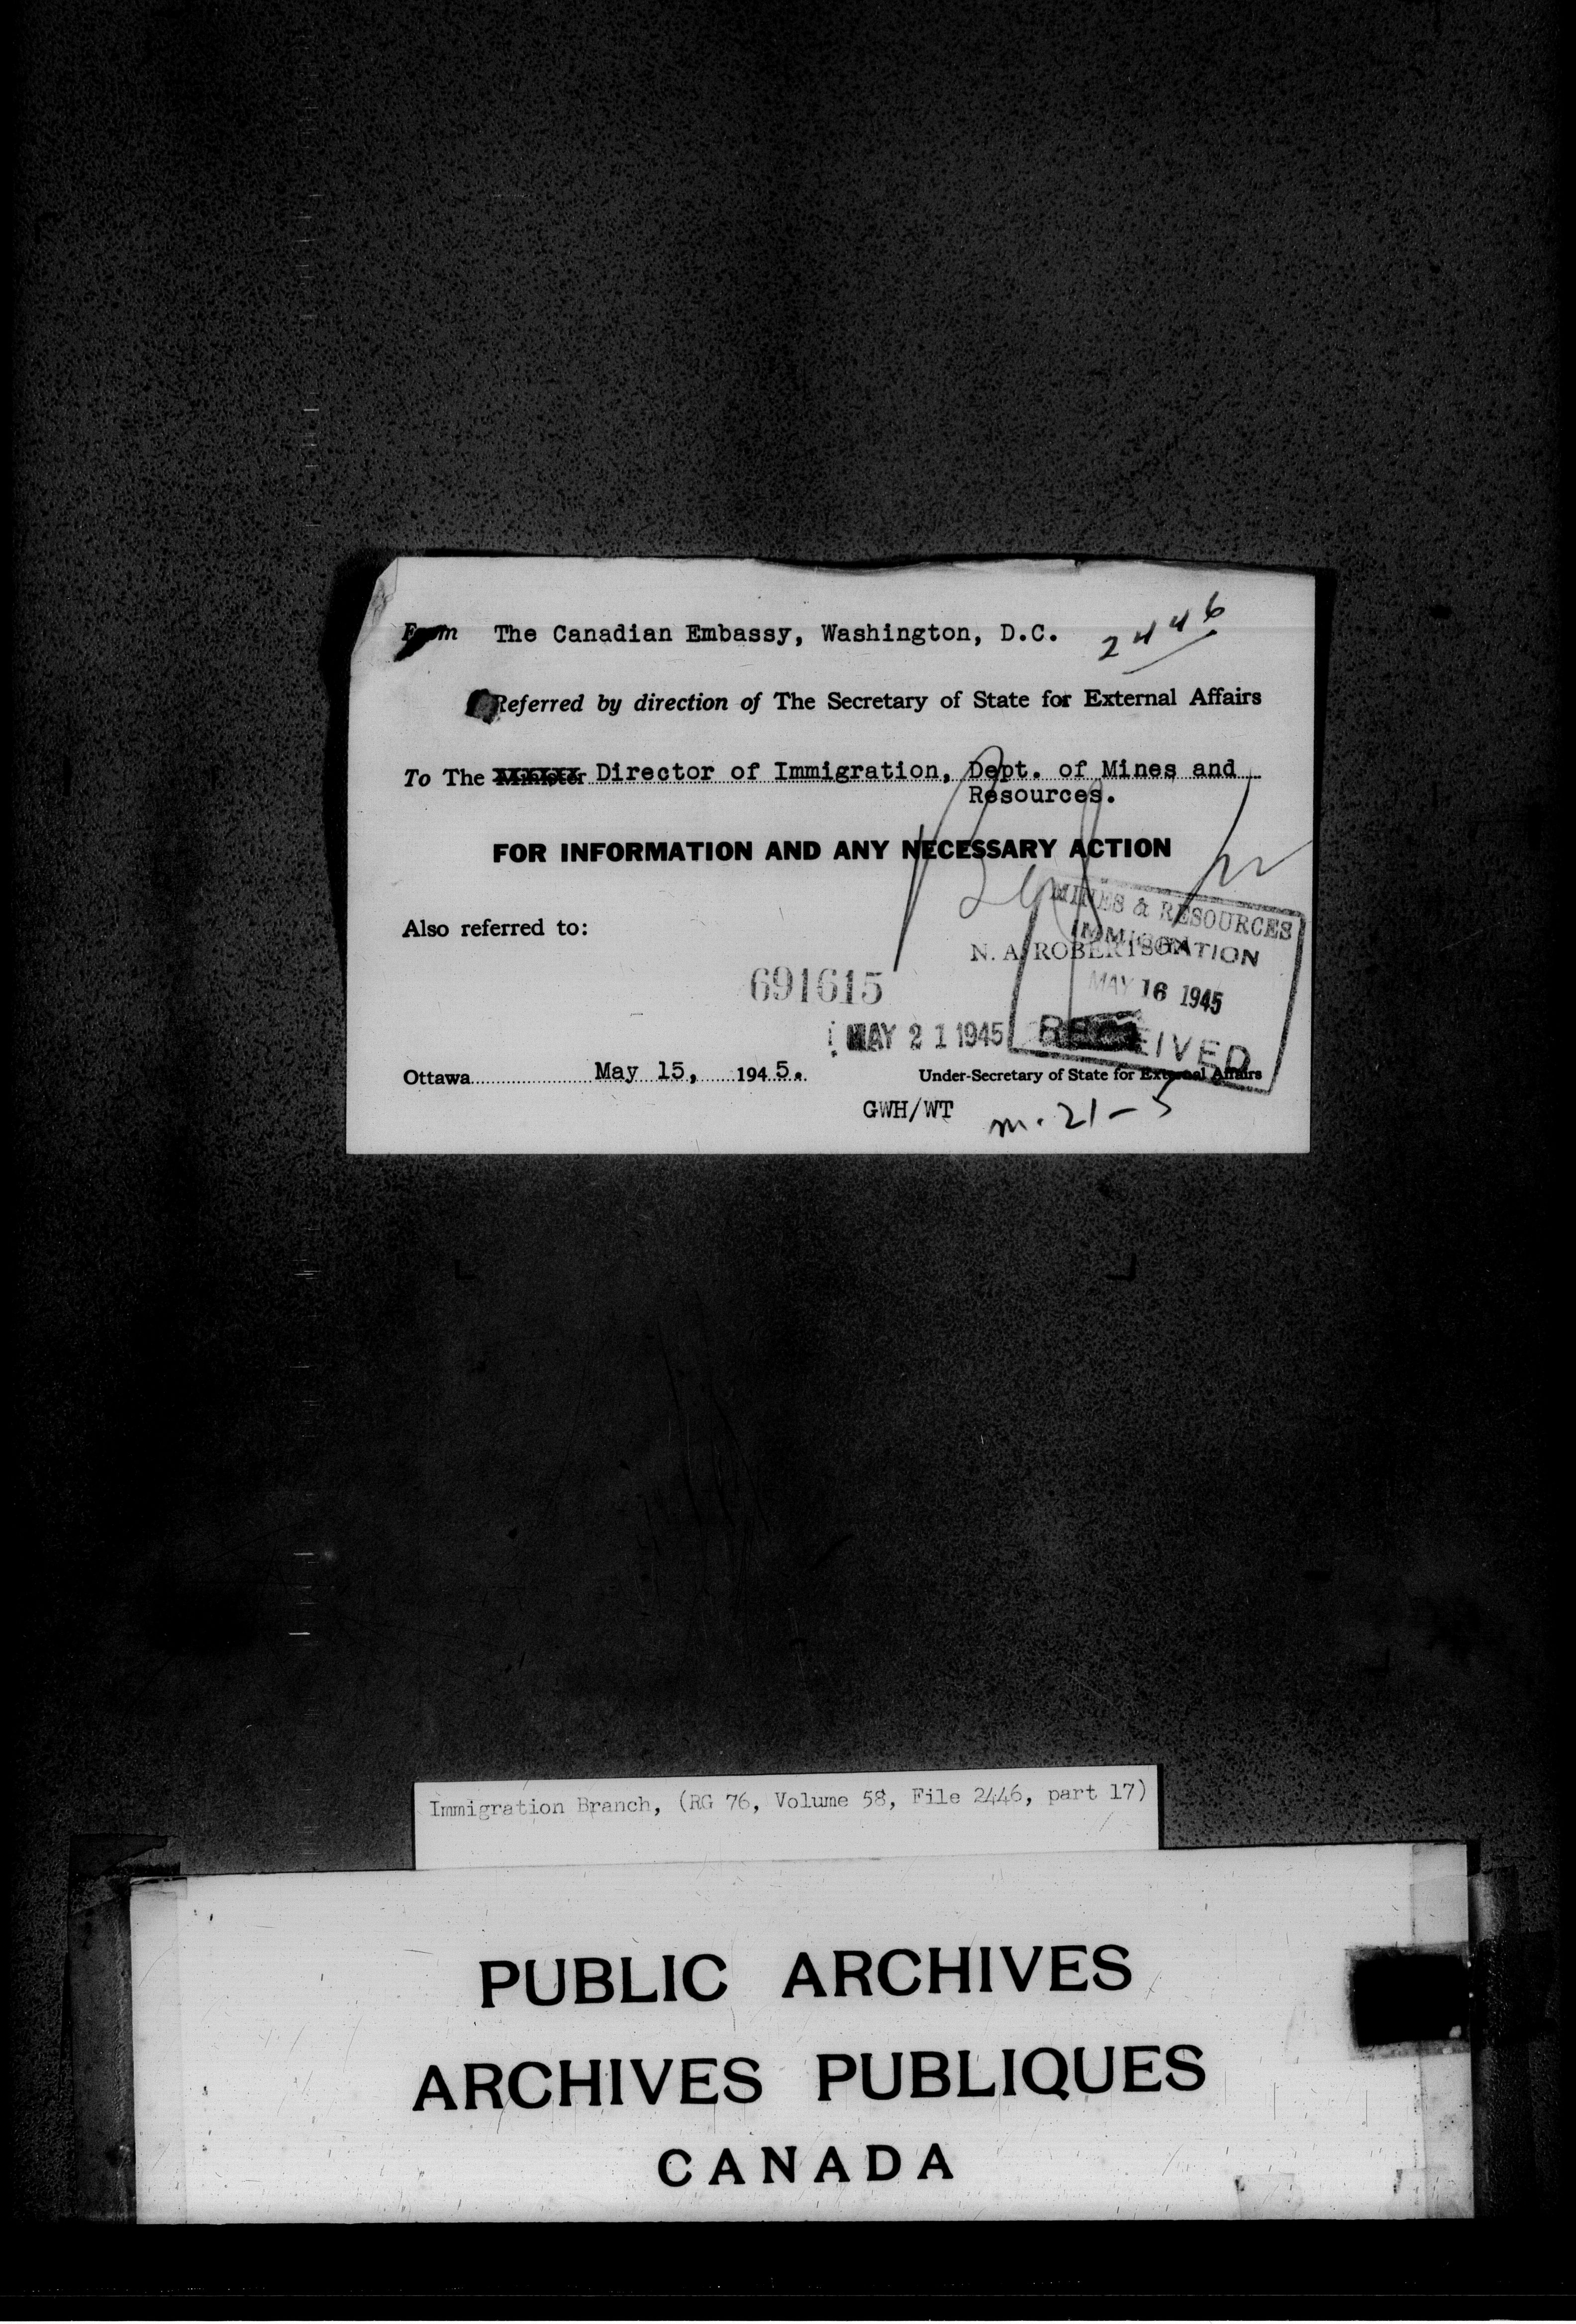 From The Canadian Embassy, Washington, D.C.
2446
Referred by direction of The Secretary of State for External Affairs
To The Minister Director of Immigration, Dept. of Mines and
Resources.
FOR INFORMATION AND ANY NECESSARY ACTION
MINES & RESOURCES
IMMIGRATION
Also referred to:
N. A. ROBERTSON
691615
MAY 16 1945
MAY 21 1945
RECEIVED
Ottawa May 15, 1945.
Under-Secretary of State for External Affairs
GWH/WT
m. 21-5
Immigration Branch, (RG 76, Volume 58, File 2446, part 17)
PUBLIC ARCHIVES
ARCHIVES PUBLIQUES
CANADA